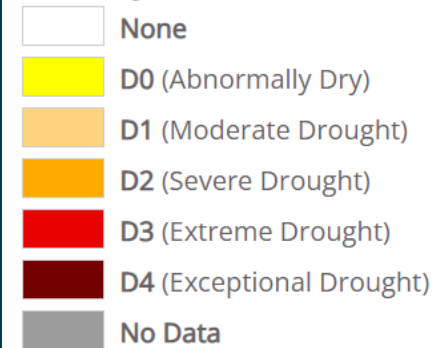 None
D0 (Abnormally Dry)
D1 (Moderate Drought)
D2 (Severe Drought)
D3 (Extreme Drought)
D4 (Exceptional Drought)
No Data